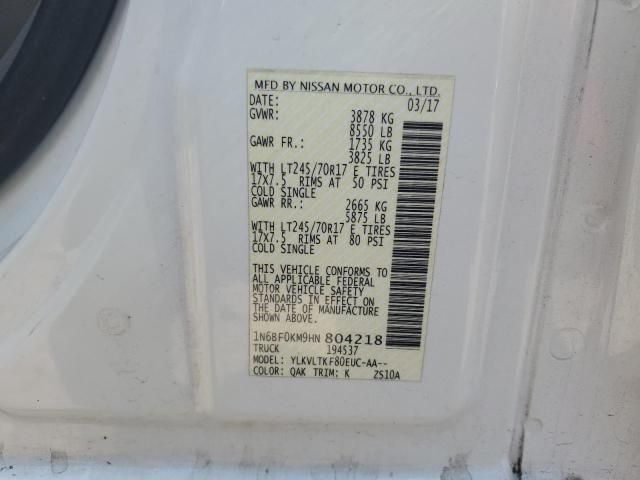 MFD BY NISSAN MOTOR CO., LTD.
DATE: 03/17
GVWR: 3878 KG
8550 LB
GAWR FR.: 1735 KG
3825 LB
WITH LT245/70R17 E TIRES
17X7.5 RIMS AT 50 PSI
COLD SINGLE
GAWR RR.: 2665 KG
5875 LB
WITH LT245/70R17 E TIRES
17X7.5 RIMS AT 80 PSI
COLD SINGLE
THIS VEHICLE CONFORMS TO
ALL APPLICABLE FEDERAL
MOTOR VEHICLE SAFETY
STANDARDS IN EFFECT ON
THE DATE OF MANUFACTURE
SHOWN ABOVE.
1N6BF0KM9HN 804218
TRUCK 194537
MODEL: YLKVLTKF80EUC-AA--
COLOR: QAK TRIM: K ZS10A